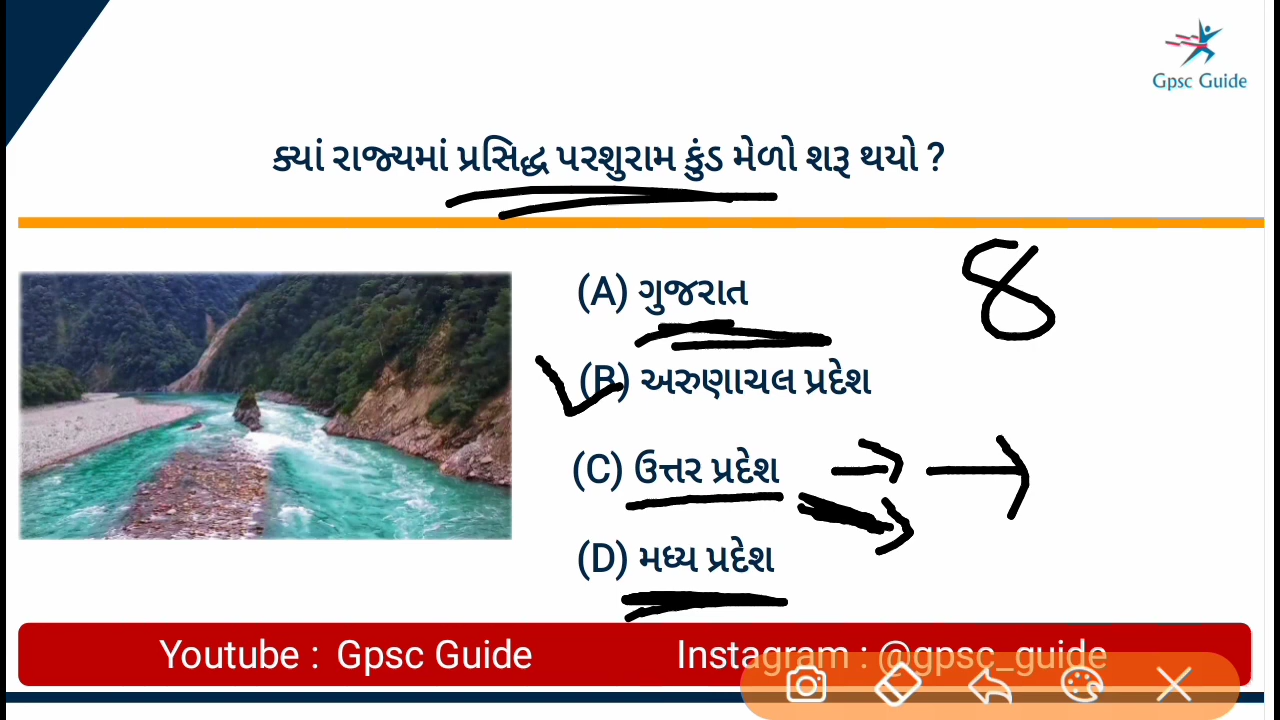 Gpsc Guide
ક્યાં રાજ્યમાં પ્રસિદ્ધ પરશુરામ કુંડ મેળો શરૂ થયો ?
8
(A) ગુજરાત
(B) અરુણાચલ પ્રદેશ
(C) ઉત્તર પ્રદેશ
(D) મધ્ય પ્રદેશ
Youtube : Gpsc Guide Instagram : @gpsc_guide